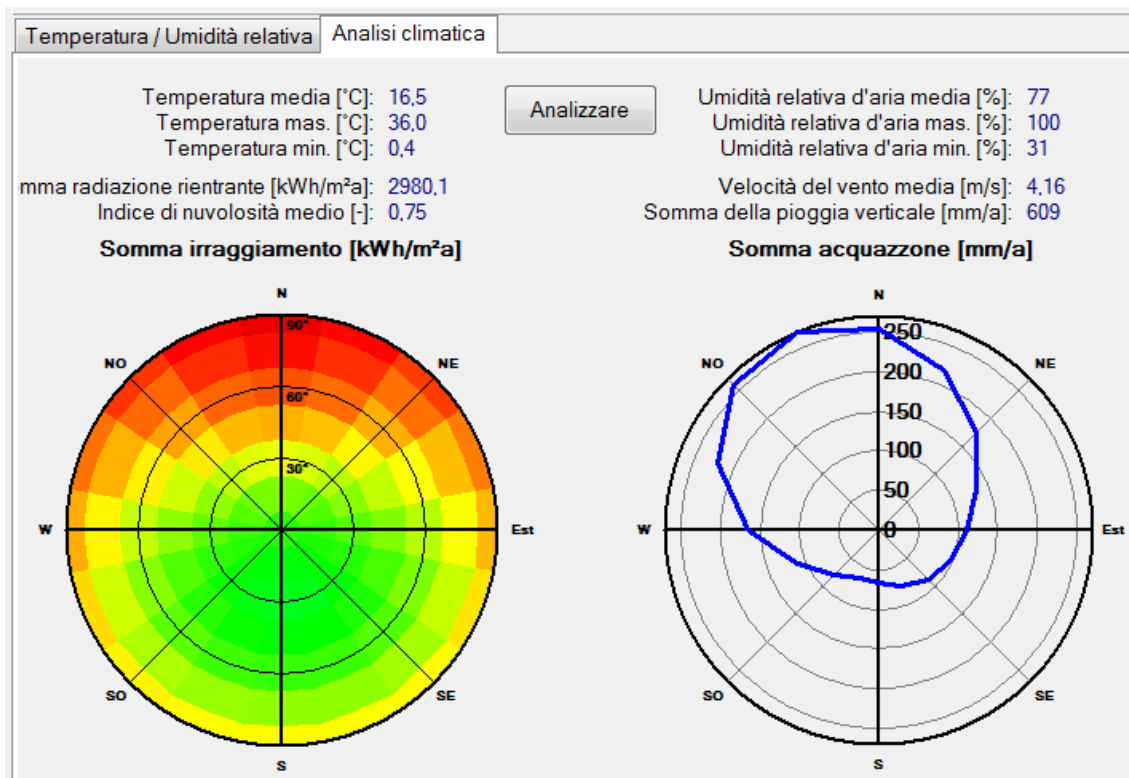 Temperatura / Umidità relativa
Analisi climatica
Temperatura media [°C]: 16,5
Temperatura mas. [°C]: 36,0
Temperatura min. [°C]: 0,4
omma radiazione rientrante [kWh/m²a]: 2980,1
Indice di nuvolosità medio [-]: 0,75
Analizzare
Umidità relativa d'aria media [%]: 77
Umidità relativa d'aria mas. [%]: 100
Umidità relativa d'aria min. [%]: 31
Velocità del vento media [m/s]: 4,16
Somma della pioggia verticale [mm/a]: 609
Somma irraggiamento [kWh/m²a]
N
90°
NO
NE
60°
30°
W
Est
SO
SE
S
Somma acquazzone [mm/a]
N
250
NO
NE
200
150
100
50
W
0
Est
SO
SE
S